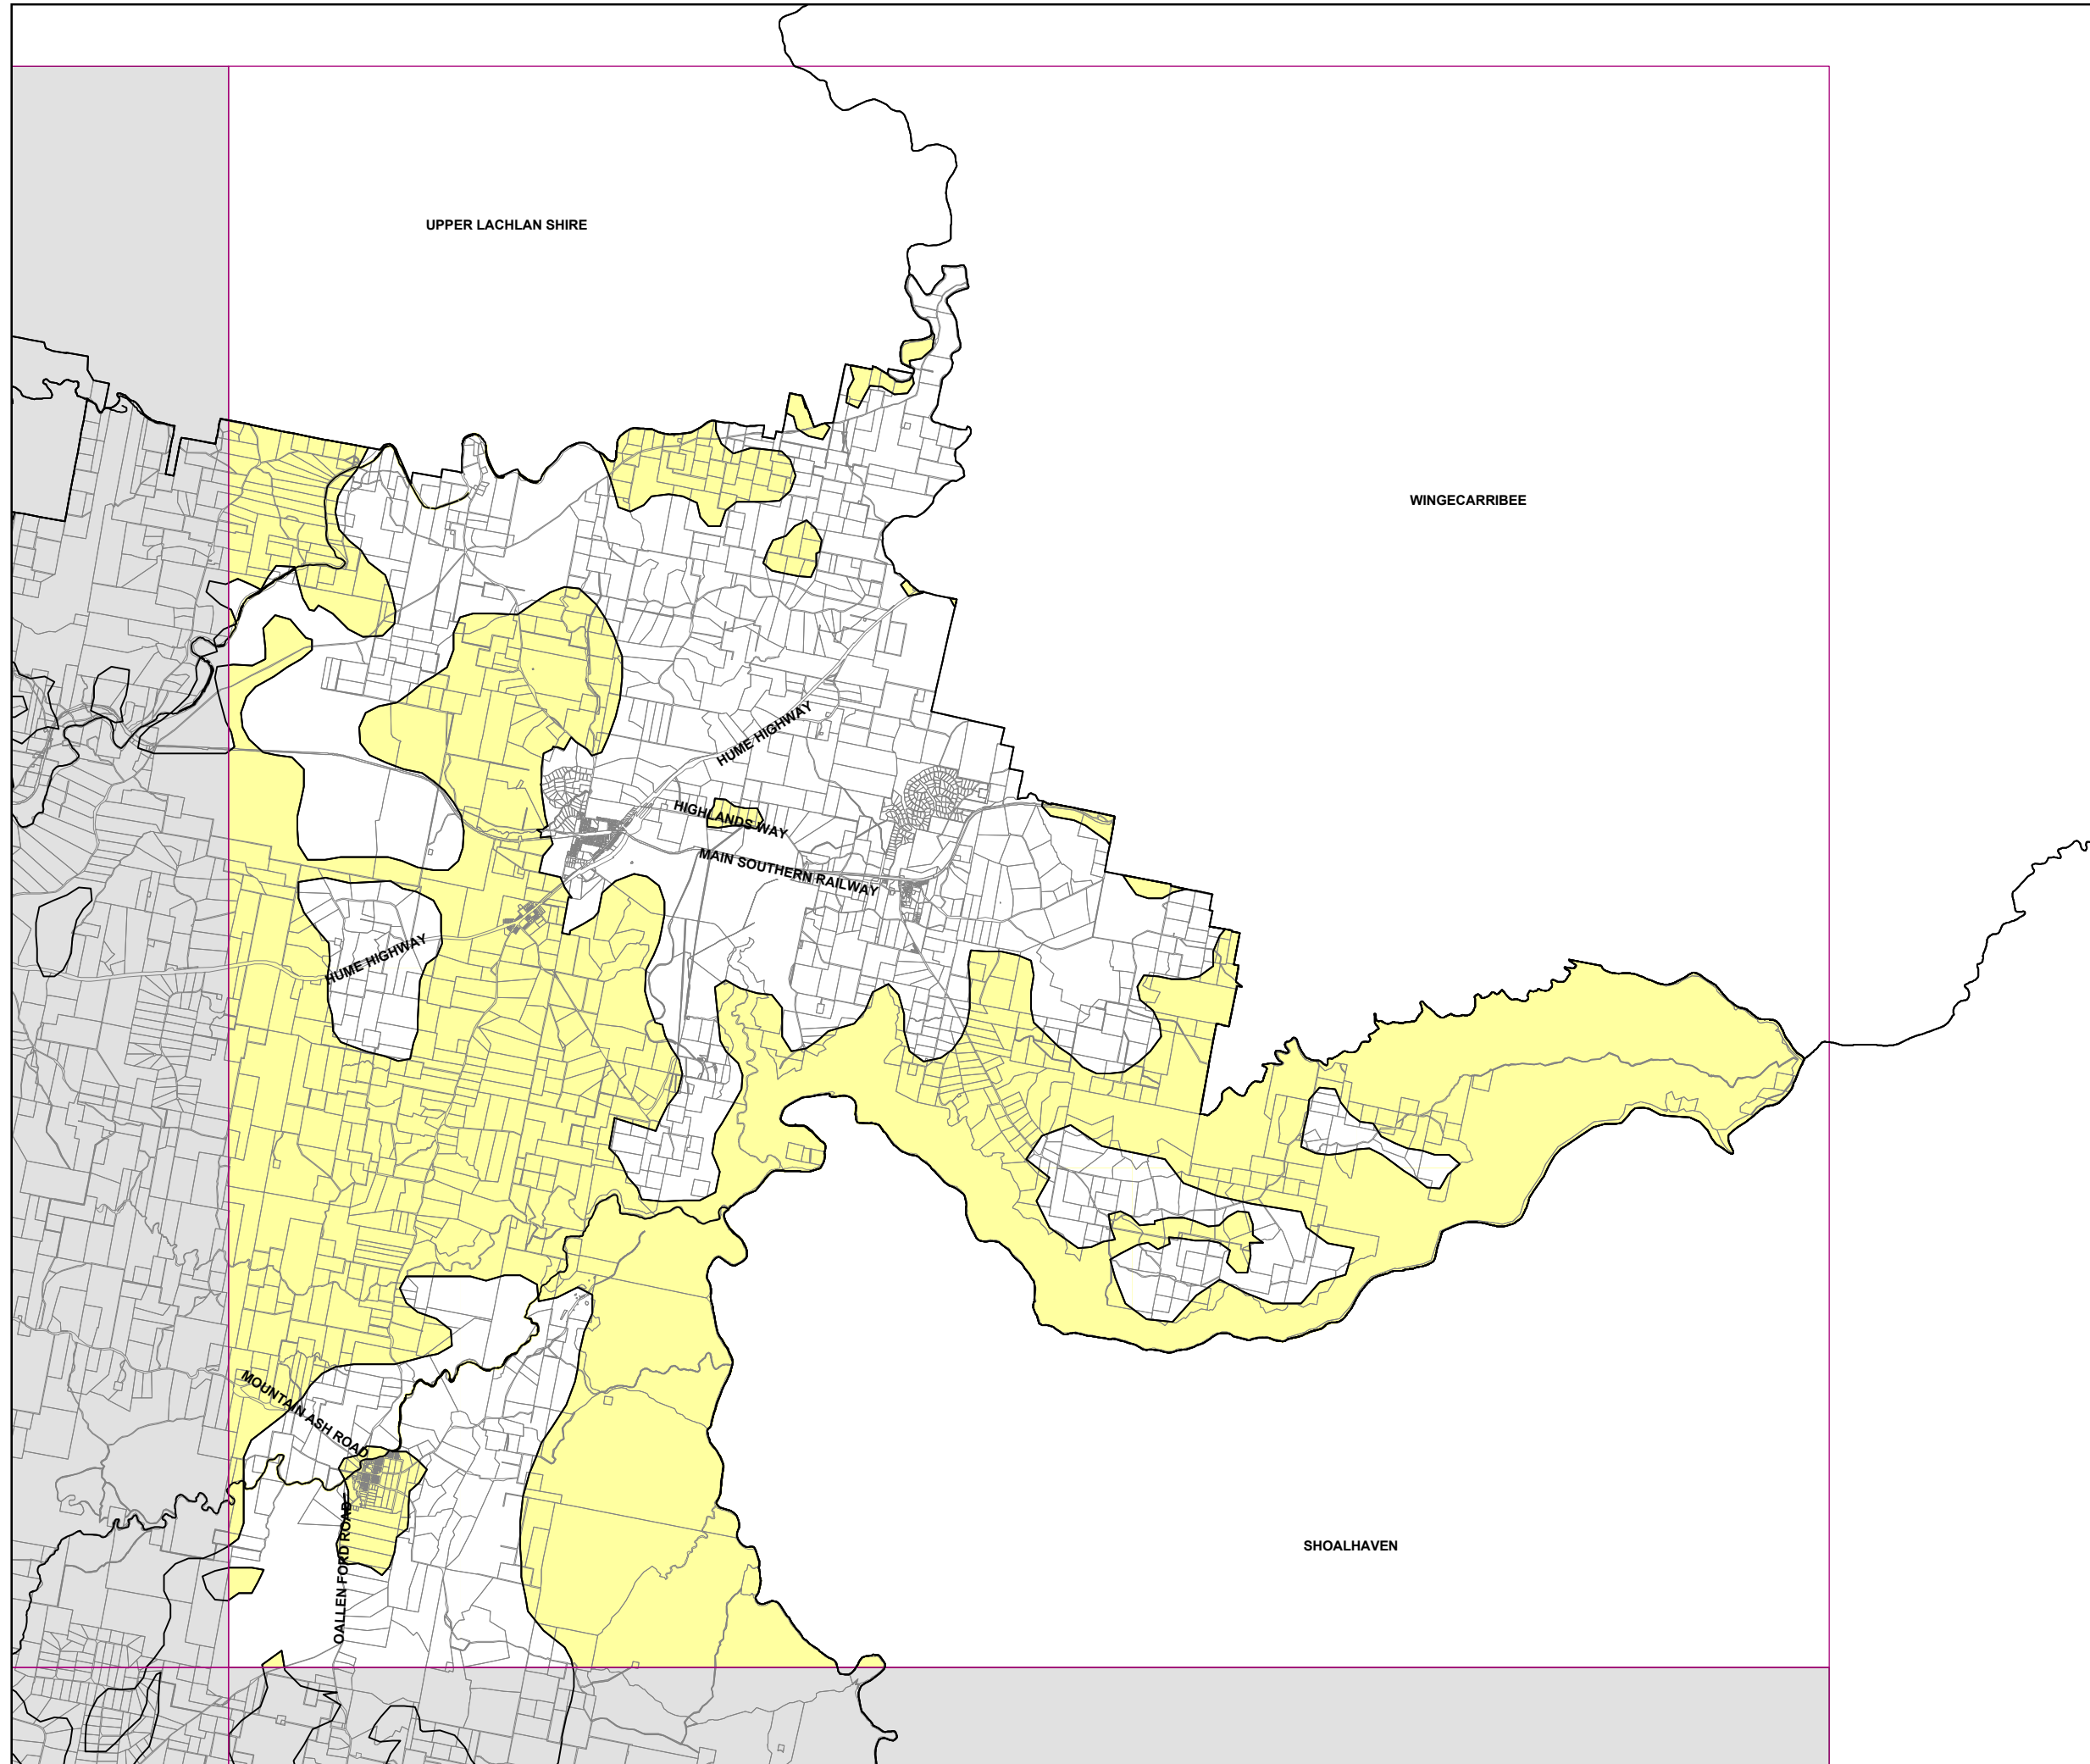 UPPER LACHLAN SHIRE
WINGECARRIBEE
HUME HIGHWAY
HIGHLANDS WAY
MAIN SOUTHERN RAILWAY
HUME HIGHWAY
MOUNTAIN ASH ROAD
OALLEN FORD ROAD
SHOALHAVEN